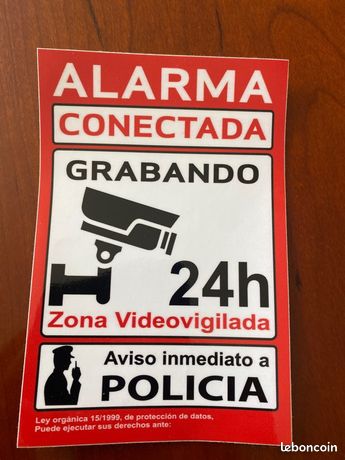 ALARMA
CONECTADA
GRABANDO
24h
Zona Videovigilada
Aviso inmediato a
POLICIA
Ley orgánica 15/1999, de protección de datos,
Puede ejecutar sus derechos ante:
leboncoin